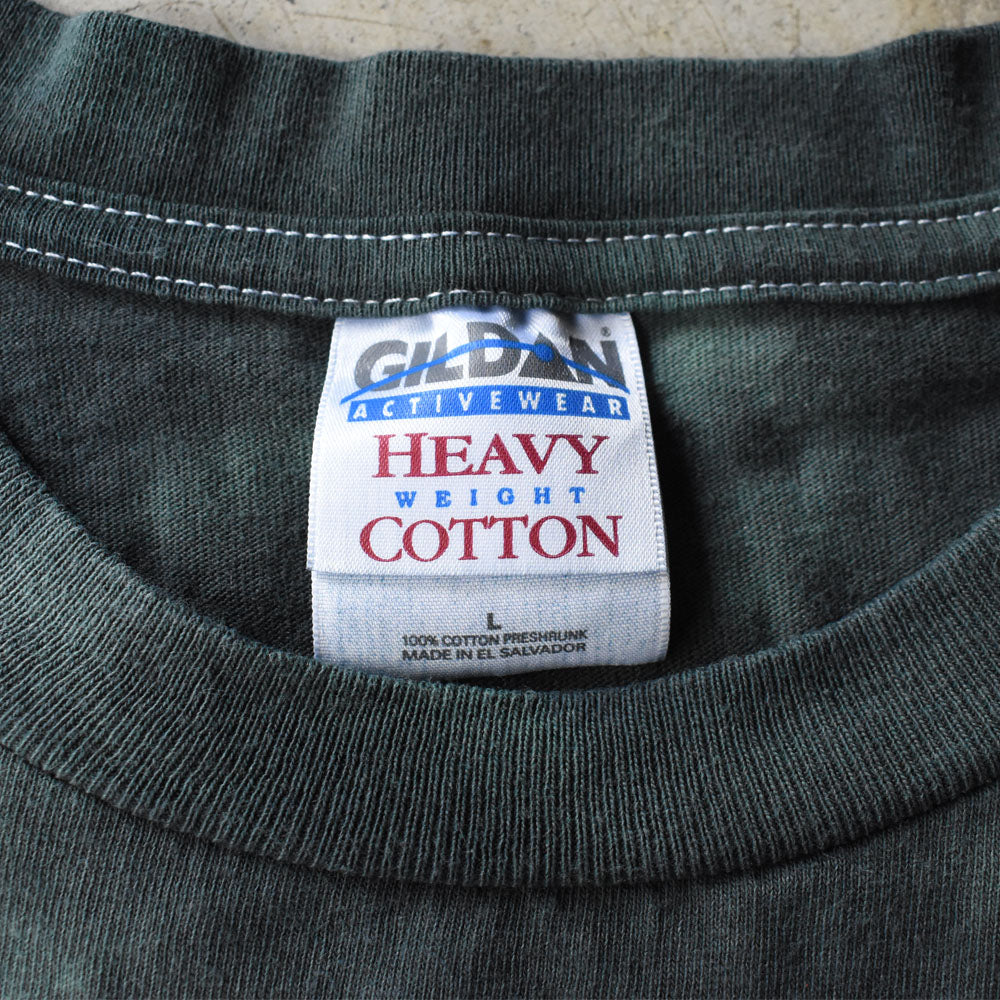 GILDAN®
ACTIVEWEAR
HEAVY
WEIGHT
COTTON
L
100% COTTON PRESHRUNK
MADE IN EL SALVADOR